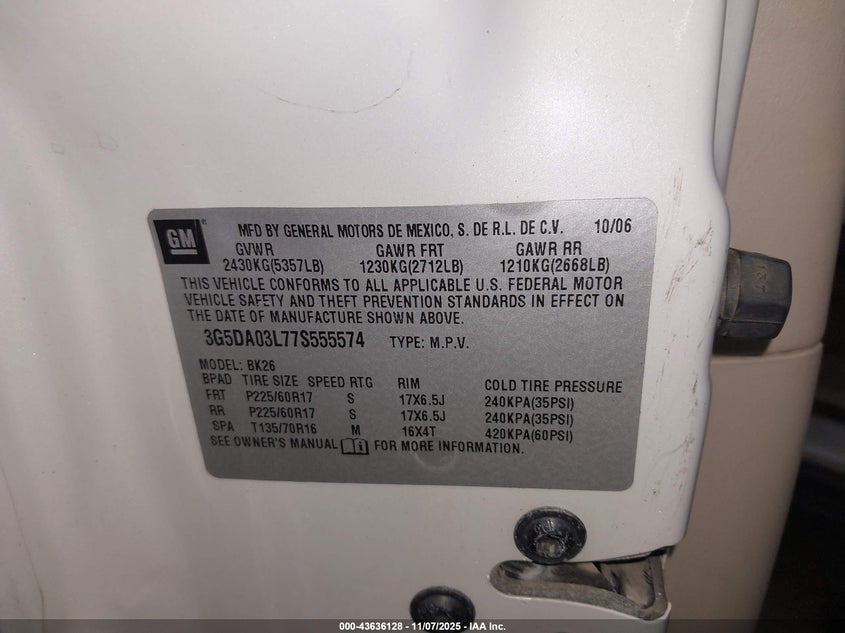 GM
MFD BY GENERAL MOTORS DE MEXICO, S. DE R.L. DE C.V. 10/06
GVWR GAWR FRT GAWR RR
2430KG(5357LB) 1230KG(2712LB) 1210KG(2668LB)
THIS VEHICLE CONFORMS TO ALL APPLICABLE U.S. FEDERAL MOTOR
VEHICLE SAFETY AND THEFT PREVENTION STANDARDS IN EFFECT ON
THE DATE OF MANUFACTURE SHOWN ABOVE.
3G5DA03L77S555574 TYPE: M.P.V.
MODEL: BK26
BPAD TIRE SIZE SPEED RTG RIM COLD TIRE PRESSURE
FRT P225/60R17 S 17X6.5J 240KPA(35PSI)
RR P225/60R17 S 17X6.5J 240KPA(35PSI)
SPA T135/70R16 M 16X4T 420KPA(60PSI)
SEE OWNER'S MANUAL FOR MORE INFORMATION.
000-43636128 - 11/07/2025 - IAA Inc.